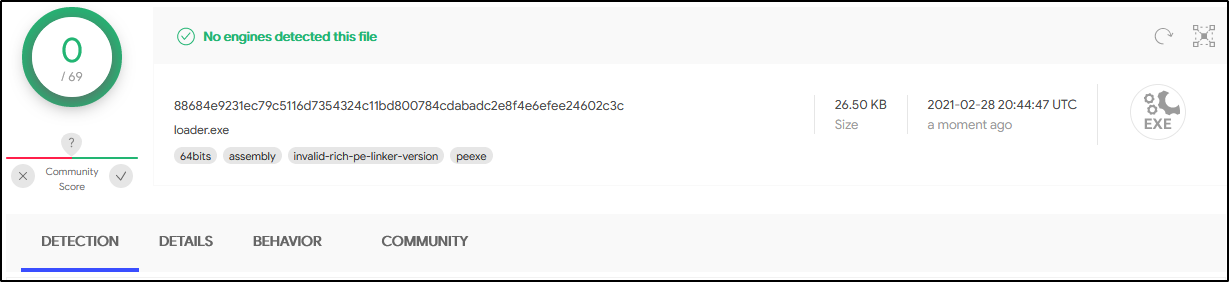 0
/ 69
?
Community
Score
No engines detected this file
88684e9231ec79c5116d7354324c11bd800784cdabadc2e8f4e6efee24602c3c
loader.exe
64bits assembly invalid-rich-pe-linker-version peexe
26.50 KB
Size
2021-02-28 20:44:47 UTC
a moment ago
EXE
DETECTION DETAILS BEHAVIOR COMMUNITY